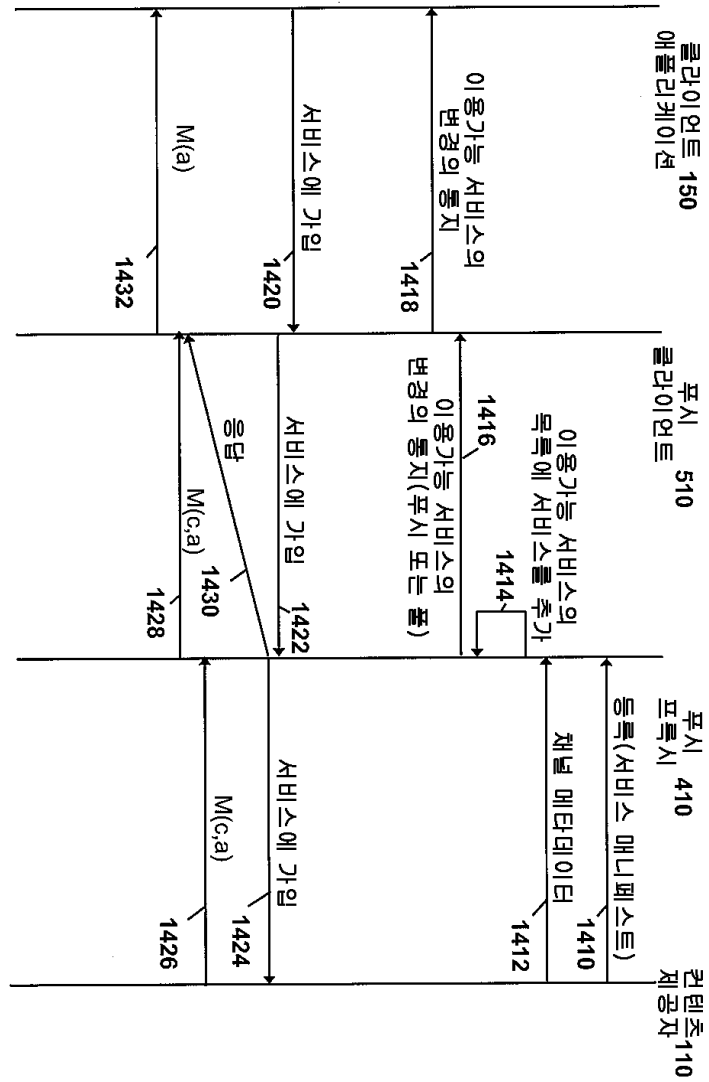 클라이언트
애플리케이션 150
푸시
클라이언트 510
푸시
프록시 410
컨텐츠
제공자 110
등록(서비스 매니페스트)
1410
채널 메타데이터
1412
이용가능 서비스의
목록에 서비스를 추가
1414
1416
이용가능 서비스의
변경의 통지(푸시 또는 풀)
이용가능 서비스의
변경의 통지
1418
서비스에 가입
1420
서비스에 가입
1422
서비스에 가입
1424
M(c,a)
1426
응답
1430
M(c,a)
1428
M(a)
1432